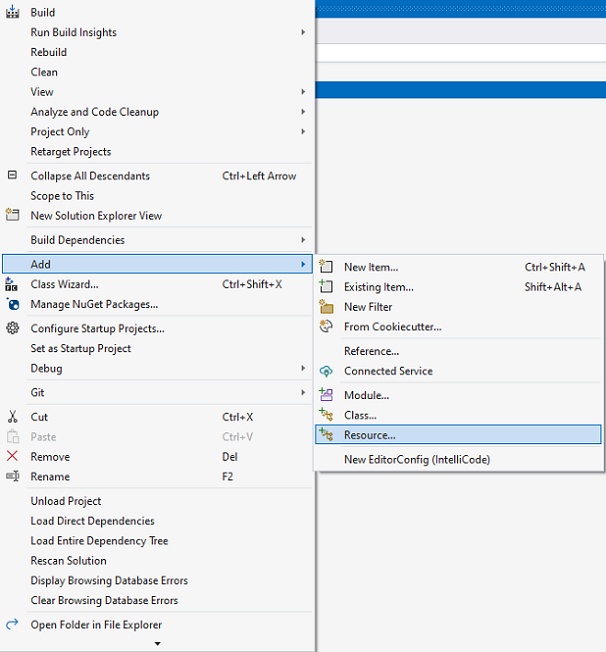 Build
Run Build Insights
Rebuild
Clean
View
Analyze and Code Cleanup
Project Only
Retarget Projects
Collapse All Descendants Ctrl+Left Arrow
Scope to This
New Solution Explorer View
Build Dependencies
Add
Class Wizard... Ctrl+Shift+X
Manage NuGet Packages...
Configure Startup Projects...
Set as Startup Project
Debug
Git
Cut Ctrl+X
Paste Ctrl+V
Remove Del
Rename F2
Unload Project
Load Direct Dependencies
Load Entire Dependency Tree
Rescan Solution
Display Browsing Database Errors
Clear Browsing Database Errors
Open Folder in File Explorer
New Item... Ctrl+Shift+A
Existing Item... Shift+Alt+A
New Filter
From Cookiecutter...
Reference...
Connected Service
Module...
Class...
Resource...
New EditorConfig (IntelliCode)